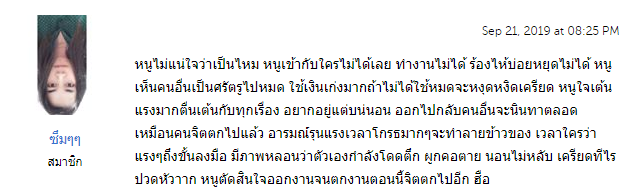 Sep 21, 2019 at 08:25 PM
หนูไม่แน่ใจว่าเป็นไหม หนูเข้ากับใครไม่ได้เลย ทำงานไม่ได้ ร้องไห้บ่อยหยุดไม่ได้ หนู
เห็นคนอื่นเป็นศรัตรูไปหมด ใช้เงินเก่งมากถ้าไม่ได้ใช้หมดจะหงุดหงิดเครียด หนูใจเต้น
แรงมากตื่นเต้นกับทุกเรื่อง อยากอยู่แต่บนนอน ออกไปกลับคนอื่นจะนินทาตลอด
เหมือนคนจิตตกไปแล้ว อารมณ์รุนแรงเวลาโกรธมากๆจะทำลายข้าวของ เวลาใครว่า
แรงๆถึงขั้นลงมือ มีภาพหลอนว่าตัวเองกำลังโดดตึก ผูกคอตาย นอนไม่หลับ เครียดทีไร
ปวดหัวาาก หนูตัดสินใจออกงานจนตกงานตอนนี้จิตตกไปอีก ฮือ
ซึมๆๆ
สมาชิก